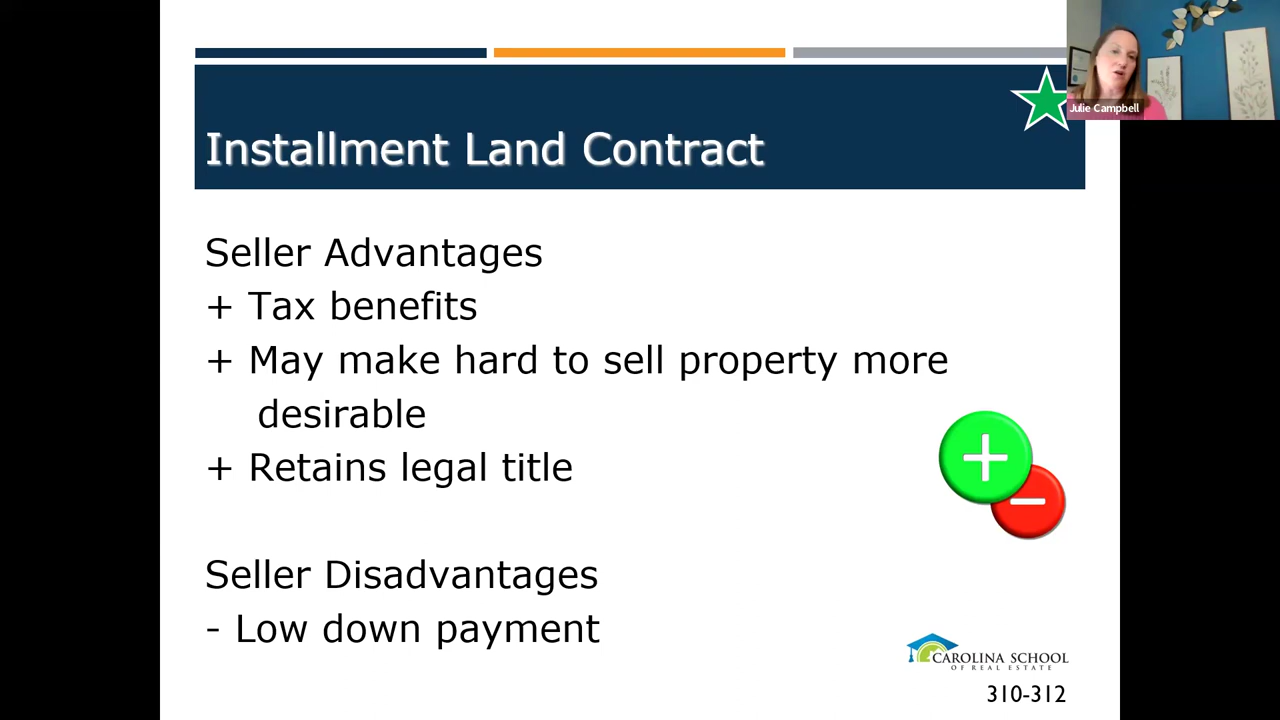 Julie Campbell
Installment Land Contract
Seller Advantages
+ Tax benefits
+ May make hard to sell property more
desirable
+ Retains legal title
Seller Disadvantages
- Low down payment
CAROLINA SCHOOL
OF REAL ESTATE
310-312